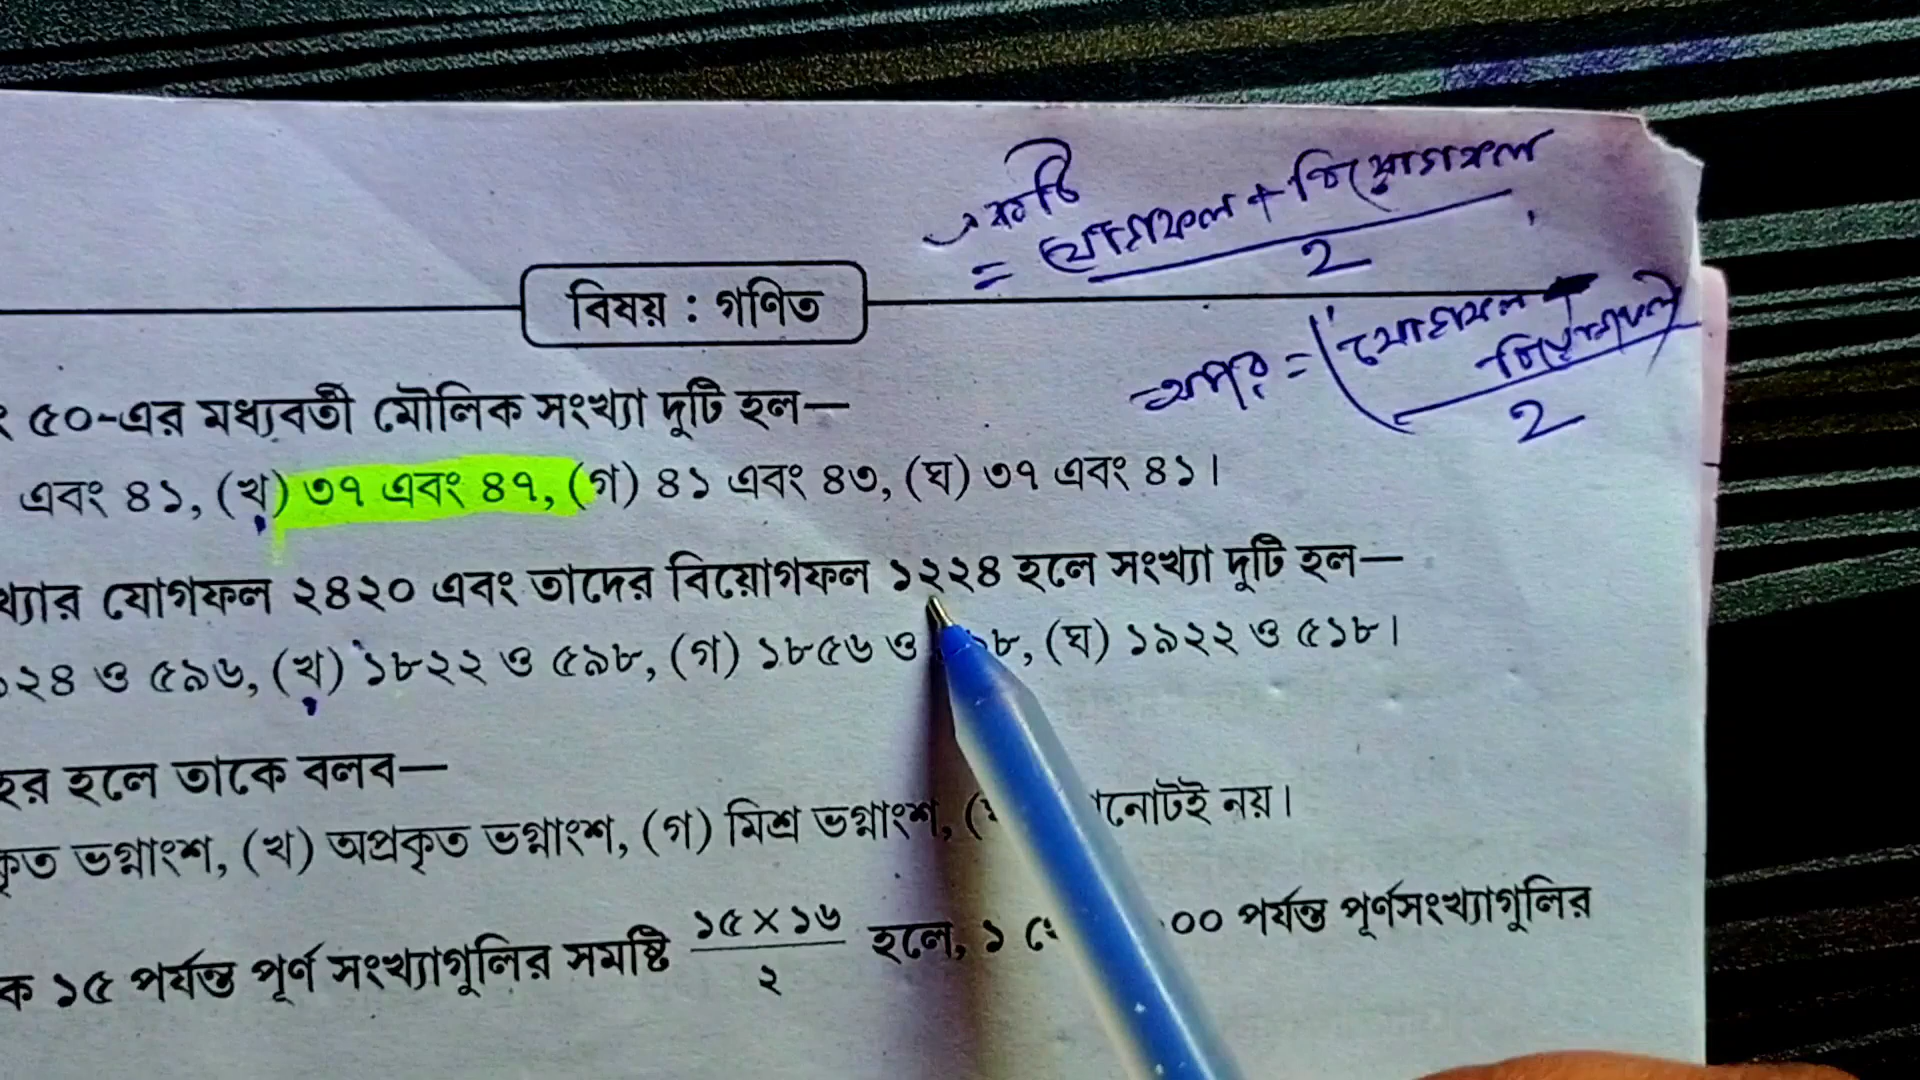 একটি
= যোগফল + বিয়োগফল
2
বিষয় : গণিত
অপর = (যোগফল - বিয়োগফল)
2
৫০-এর মধ্যবর্তী মৌলিক সংখ্যা দুটি হল—
এবং ৪১, (খ) ৩৭ এবং ৪৭, (গ) ৪১ এবং ৪৩, (ঘ) ৩৭ এবং ৪১।
যোগফল ২৪২০ এবং তাদের বিয়োগফল ১২২৪ হলে সংখ্যা দুটি হল—
২৪ ও ৫৯৬, (খ) ১৮২২ ও ৫৯৮, (গ) ১৮৫৬ ও ৮, (ঘ) ১৯২২ ও ৫১৮।
হর হলে তাকে বলব—
কৃত ভগ্নাংশ, (খ) অপ্রকৃত ভগ্নাংশ, (গ) মিশ্র ভগ্নাংশ, নোটই নয়।
ক ১৫ পর্যন্ত পূর্ণ সংখ্যাগুলির সমষ্টি ১৫ × ১৬ / ২ হলে, ১ ০০ পর্যন্ত পূর্ণসংখ্যাগুলির